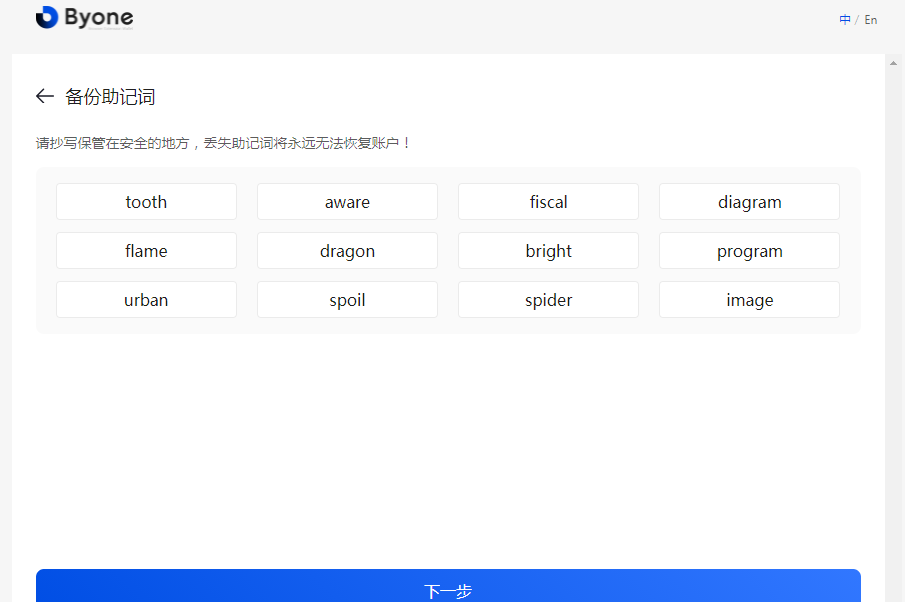 Byone
中 / En
备份助记词
请抄写保管在安全的地方，丢失助记词将永远无法恢复账户！
tooth aware fiscal diagram
flame dragon bright program
urban spoil spider image
下一步